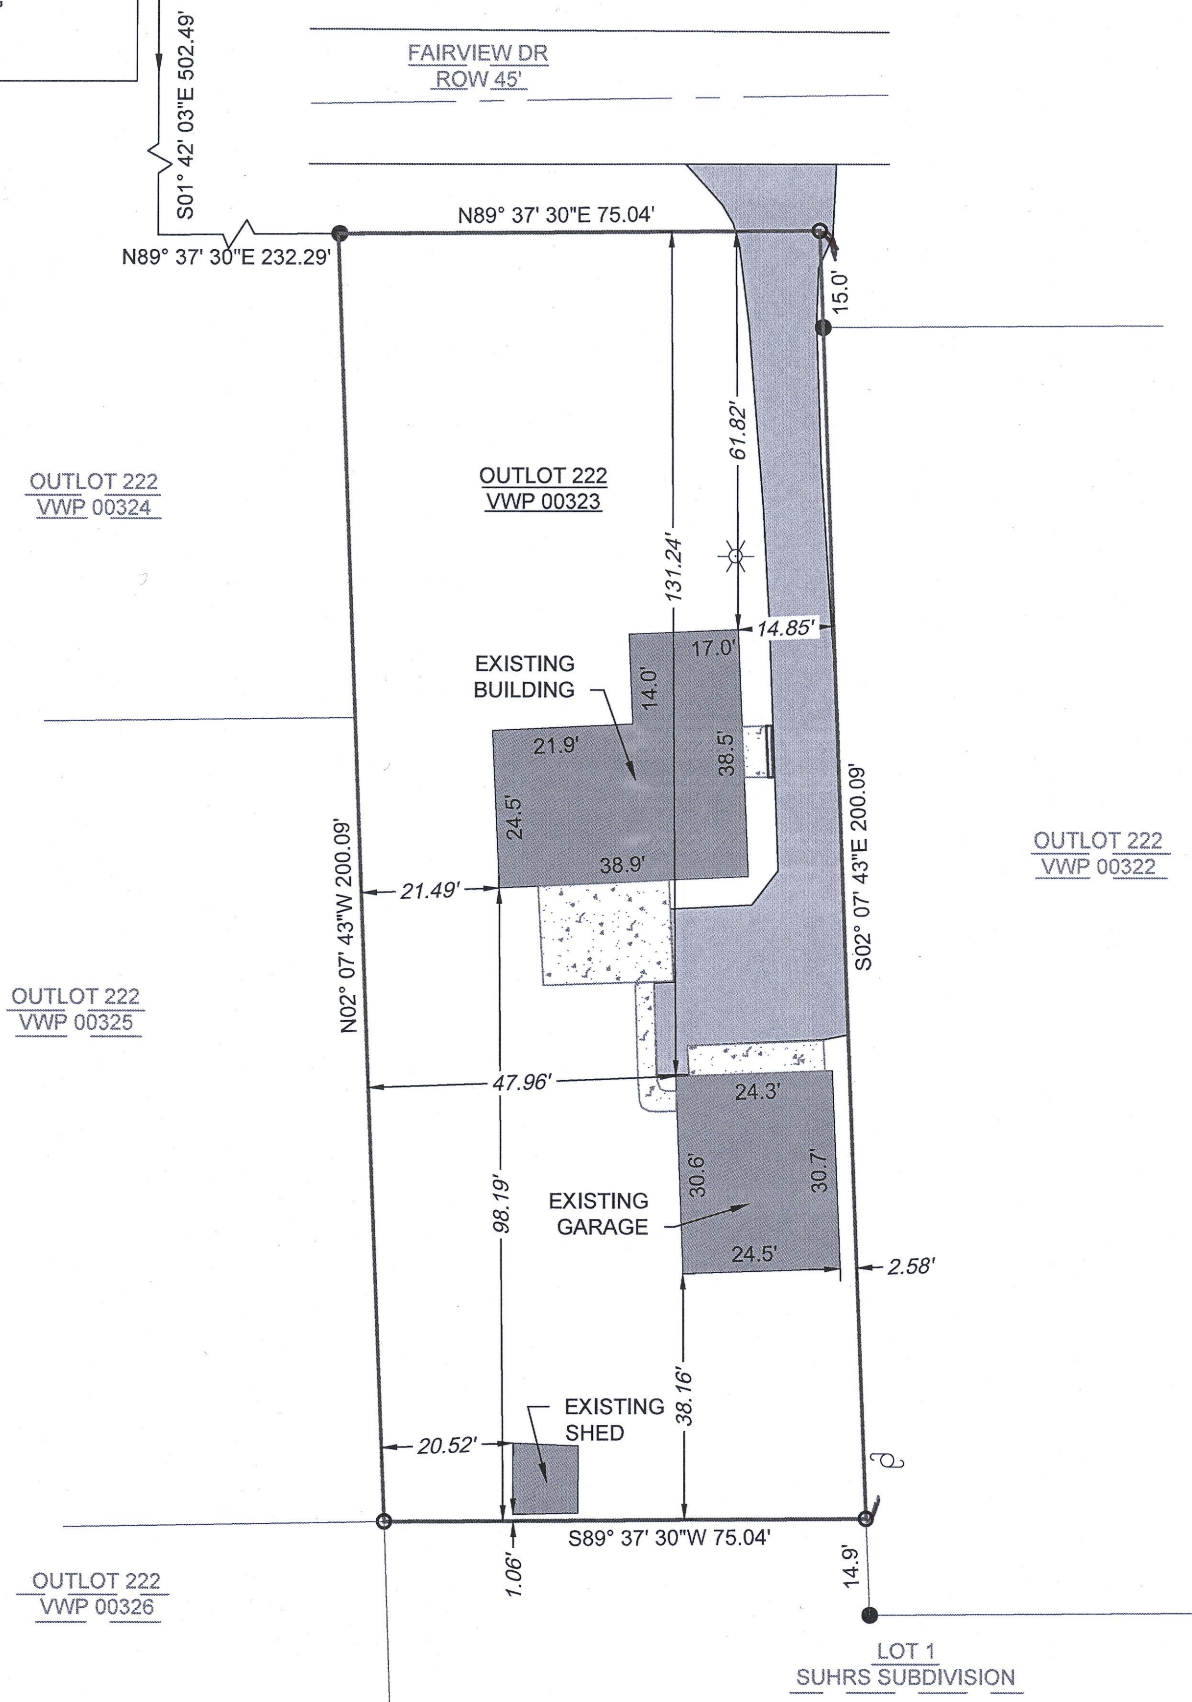 FAIRVIEW DR
ROW 45'
S01° 42' 03"E 502.49'
N89° 37' 30"E 75.04'
N89° 37' 30"E 232.29'
15.0'
61.82'
OUTLOT 222
VWP 00324
OUTLOT 222
VWP 00323
131.24'
14.85'
17.0'
EXISTING
BUILDING
14.0'
21.9'
38.5'
24.5'
38.9'
N02° 07' 43"W 200.09'
S02° 07' 43"E 200.09'
OUTLOT 222
VWP 00322
21.49'
OUTLOT 222
VWP 00325
47.96'
24.3'
30.6'
30.7'
98.19'
EXISTING
GARAGE
24.5'
2.58'
38.16'
EXISTING
SHED
20.52'
S89° 37' 30"W 75.04'
1.06'
14.9'
OUTLOT 222
VWP 00326
LOT 1
SUHRS SUBDIVISION